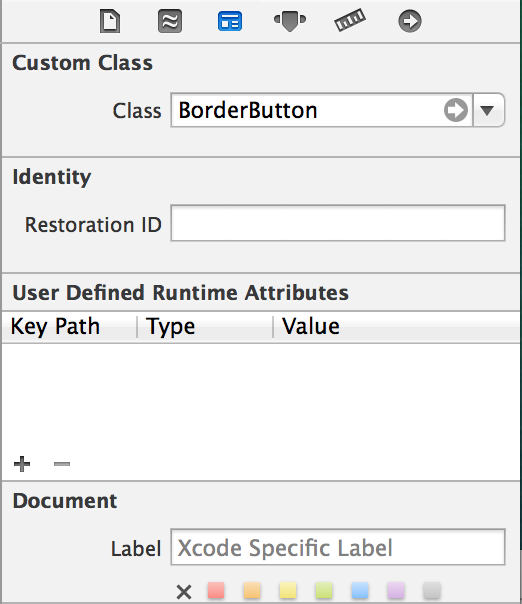 Custom Class
Class BorderButton
Identity
Restoration ID
User Defined Runtime Attributes
Key Path Type Value
Document
Label Xcode Specific Label